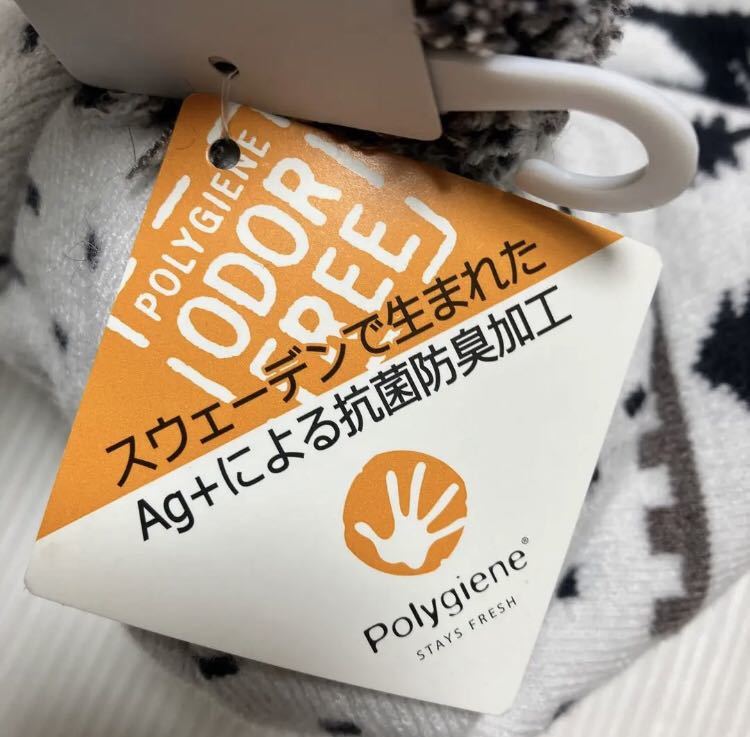 POLYGIENE
ODOR
FREE
スウェーデンで生まれた
Ag+による抗菌防臭加工
Polygiene®
STAYS FRESH